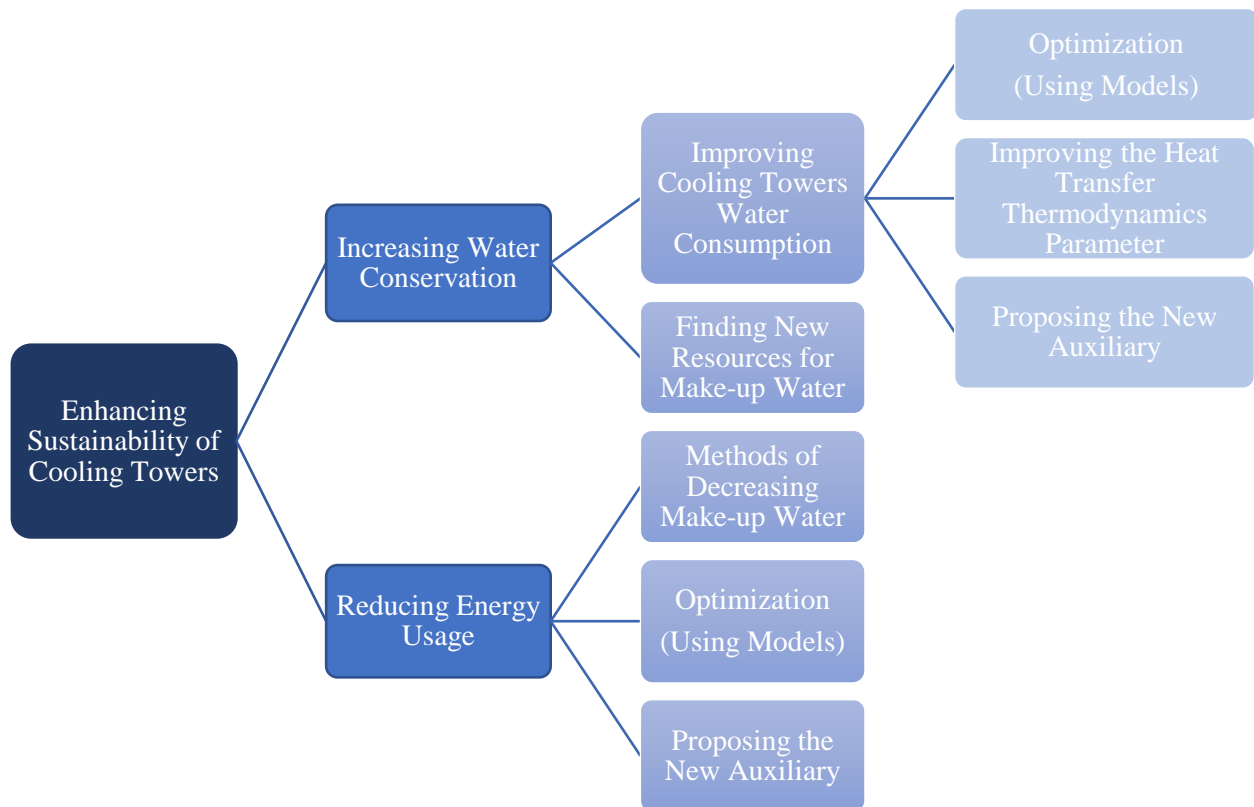 Enhancing
Sustainability of
Cooling Towers
Increasing Water
Conservation
Improving
Cooling Towers
Water
Consumption
Optimization
(Using Models)
Improving the Heat
Transfer
Thermodynamics
Parameter
Proposing the New
Auxiliary
Finding New
Resources for
Make-up Water
Reducing Energy
Usage
Methods of
Decreasing
Make-up Water
Optimization
(Using Models)
Proposing the
New Auxiliary